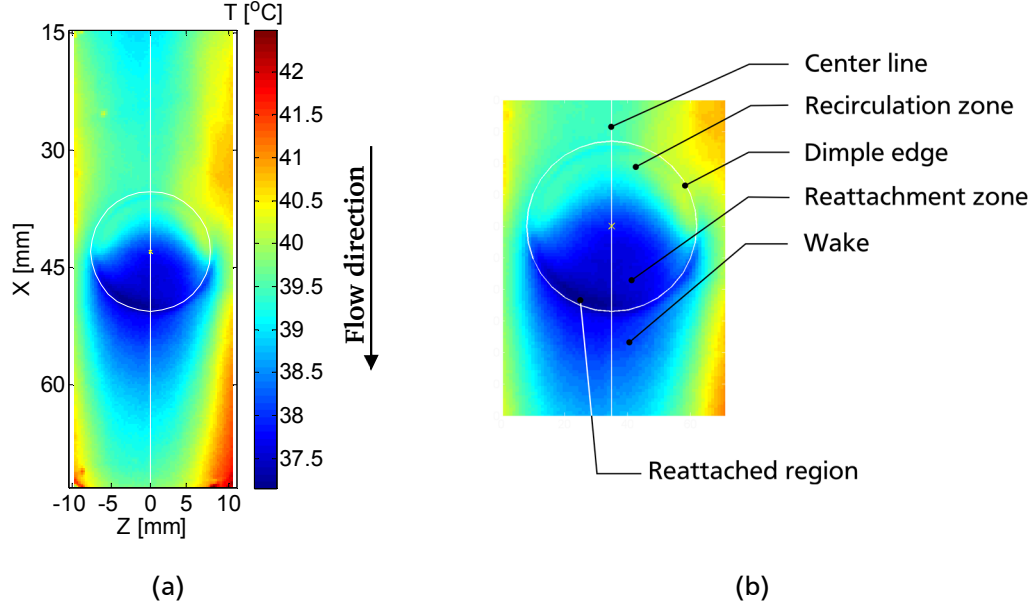 T [°C]
15
30
45
60
X [mm]
-10 -5 0 5 10
Z [mm]
42
41.5
41
40.5
40
39.5
39
38.5
38
37.5
Flow direction
(a)
Center line
Recirculation zone
Dimple edge
Reattachment zone
Wake
Reattached region
(b)